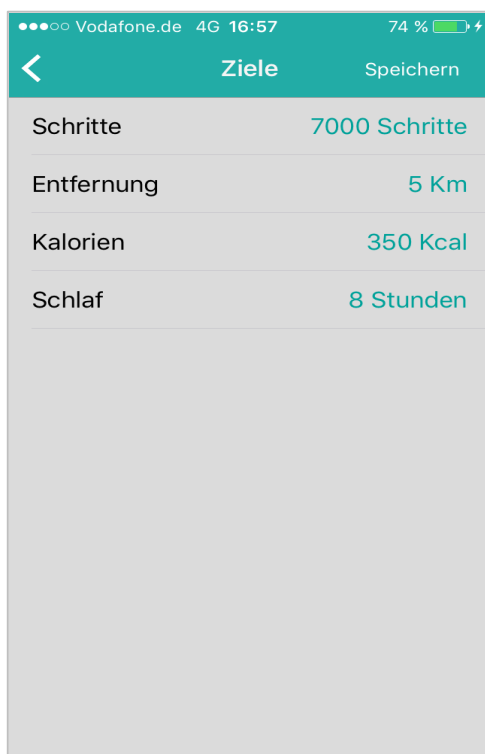 Vodafone.de 4G 16:57 74 %
Ziele Speichern
Schritte 7000 Schritte
Entfernung 5 Km
Kalorien 350 Kcal
Schlaf 8 Stunden